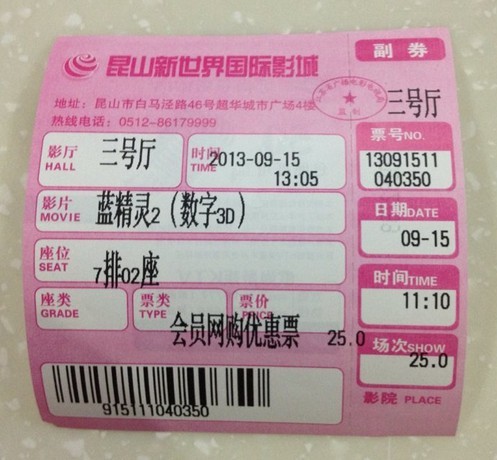 昆山新世界国际影城
副 券
地址：昆山市白马泾路46号超华城市广场4楼
热线电话：0512-86179999
监 制
三号厅
影厅 HALL 三号厅
时间 TIME 2013-09-15 13:05
票号NO.
13091511
040350
影片 MOVIE 蓝精灵2（数字3D）
日期DATE
09-15
座位 SEAT 7排02座
时间TIME
11:10
座类 GRADE
票类 TYPE
票价 PRICE
会员网购优惠票 25.0
场次SHOW
25.0
影院 PLACE
915111040350